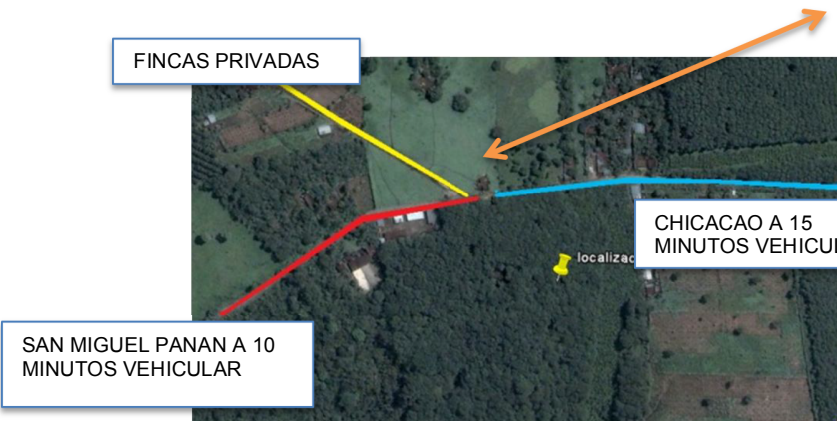 FINCAS PRIVADAS
CHICACAO A 15
MINUTOS VEHICUL
localizac
SAN MIGUEL PANAN A 10
MINUTOS VEHICULAR